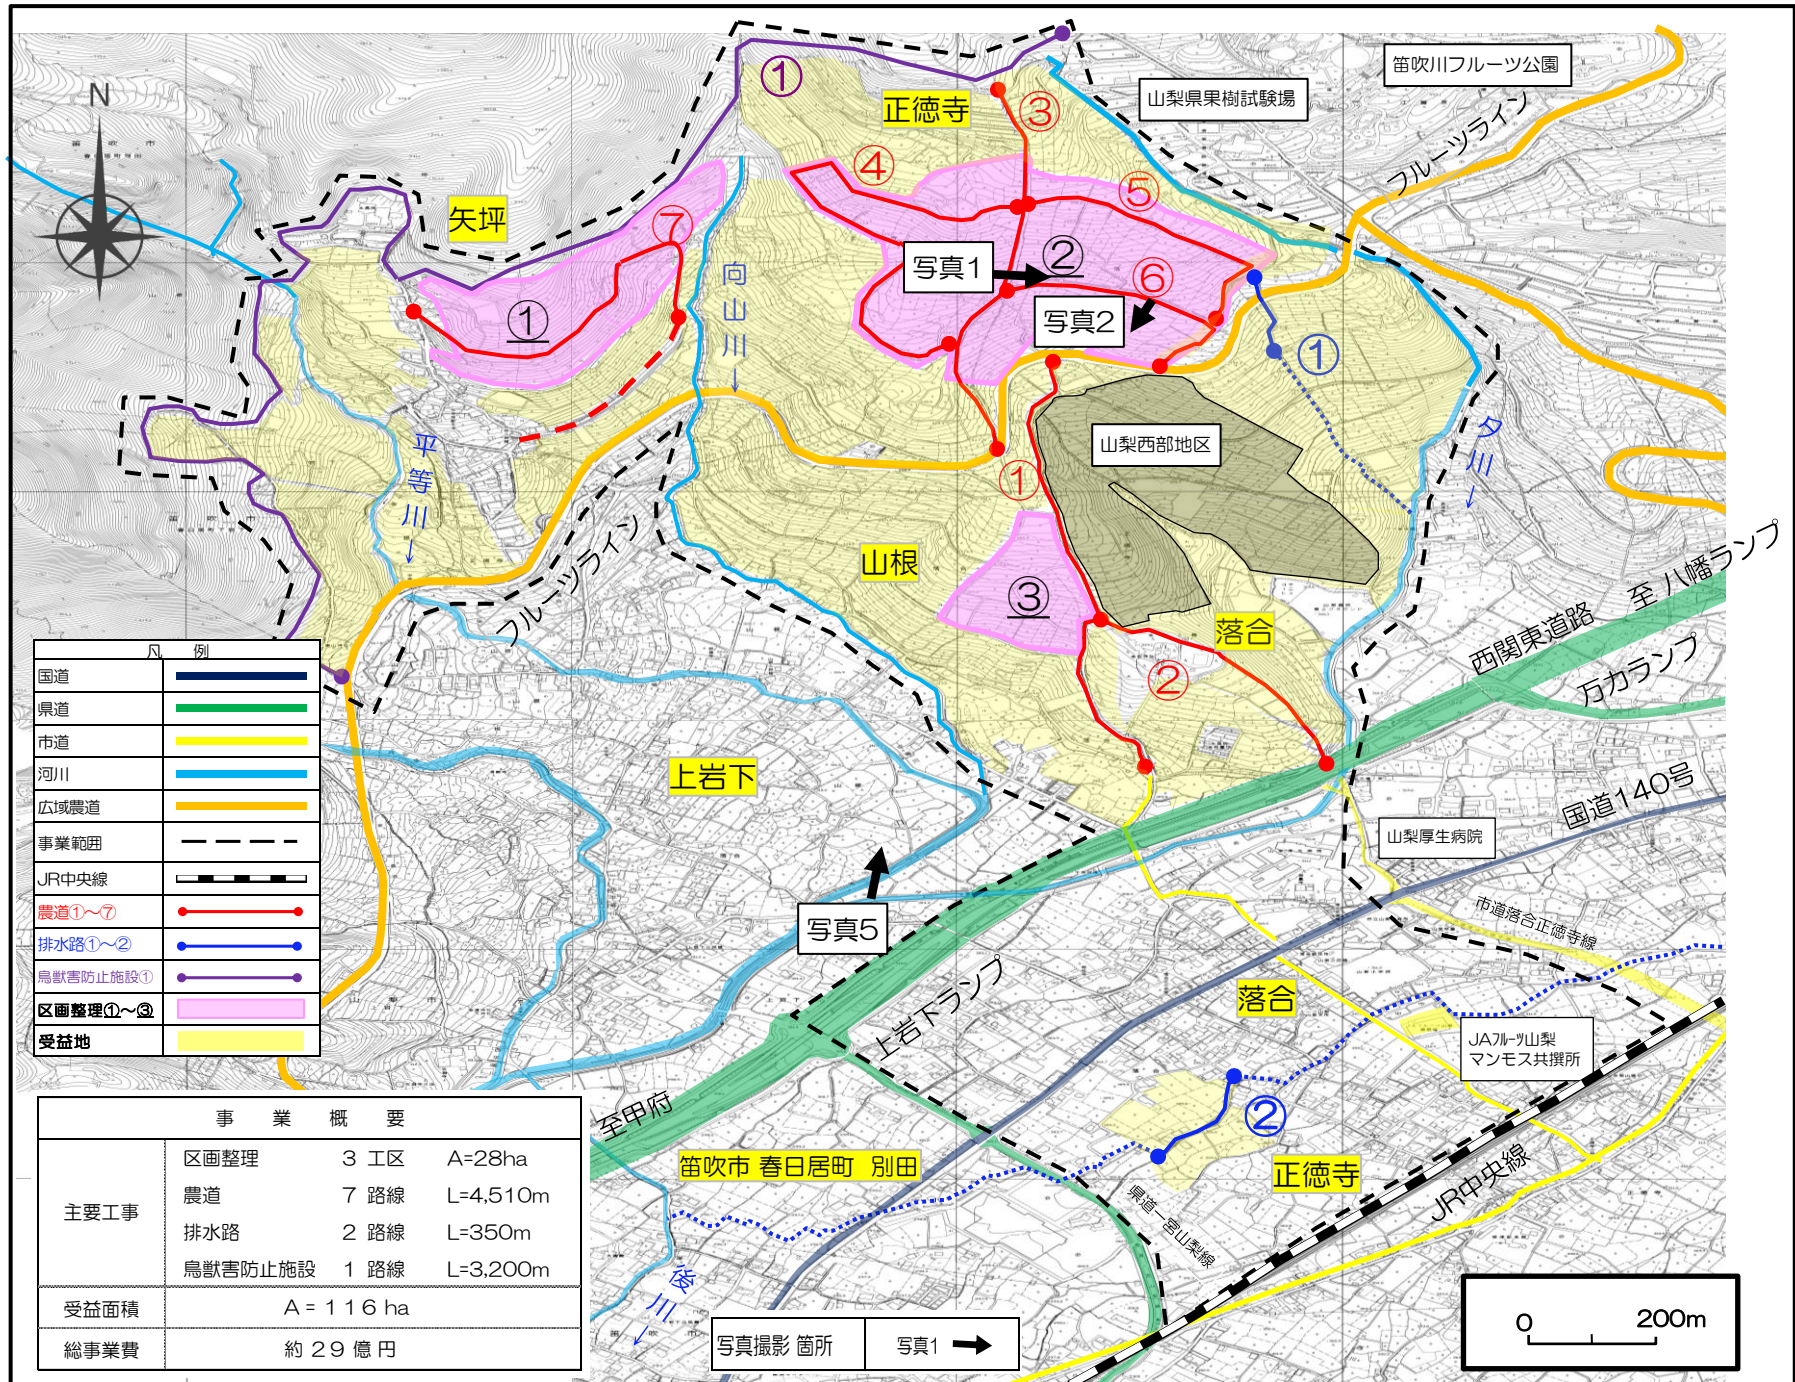 N
正徳寺
①
③
④
⑤
②
⑥
⑦
①
①
①
③
②
矢坪
山梨県果樹試験場
笛吹川フルーツ公園
フルーツライン
写真1
写真2
向山川→
平等川→
夕川→
山梨西部地区
山根
落合
フルーツライン
西関東道路 至 八幡ランプ
万力ランプ
上岩下
国道140号
山梨厚生病院
写真5
市道落合正徳寺線
上岩下ランプ
落合
JAフルーツ山梨
マンモス共撰所
至甲府
②
笛吹市 春日居町 別田
正徳寺
県道一宮山梨線
JR中央線
後川→
凡 例
国道
県道
市道
河川
広域農道
事業範囲
JR中央線
農道①～⑦
排水路①～②
鳥獣害防止施設①
区画整理①～③
受益地
事 業 概 要
主要工事
区画整理 3 工区 A=28ha
農道 7 路線 L=4,510m
排水路 2 路線 L=350m
鳥獣害防止施設 1 路線 L=3,200m
受益面積 A = 116 ha
総事業費 約 29 億 円
写真撮影 箇所 写真1
0 200m